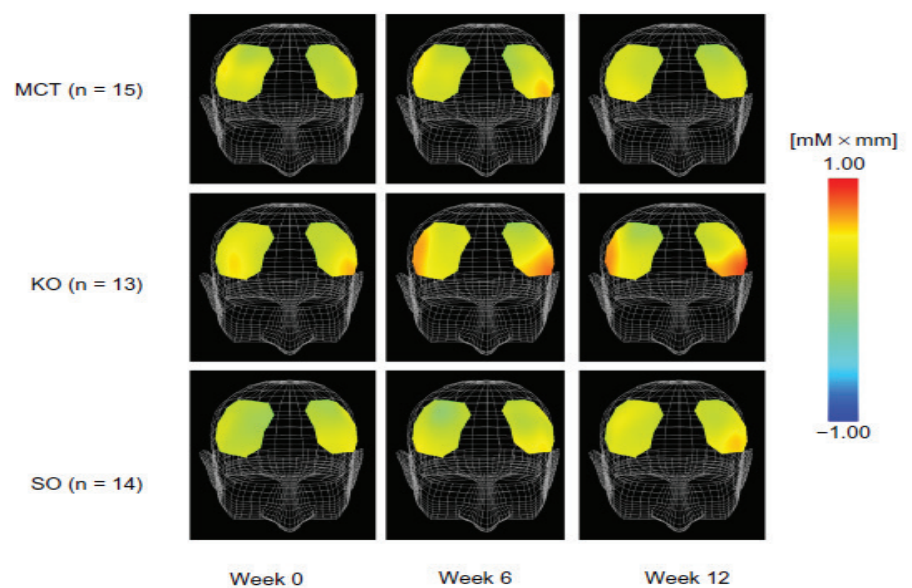 MCT (n = 15)
[mM × mm]
1.00
KO (n = 13)
−1.00
SO (n = 14)
Week 0
Week 6
Week 12